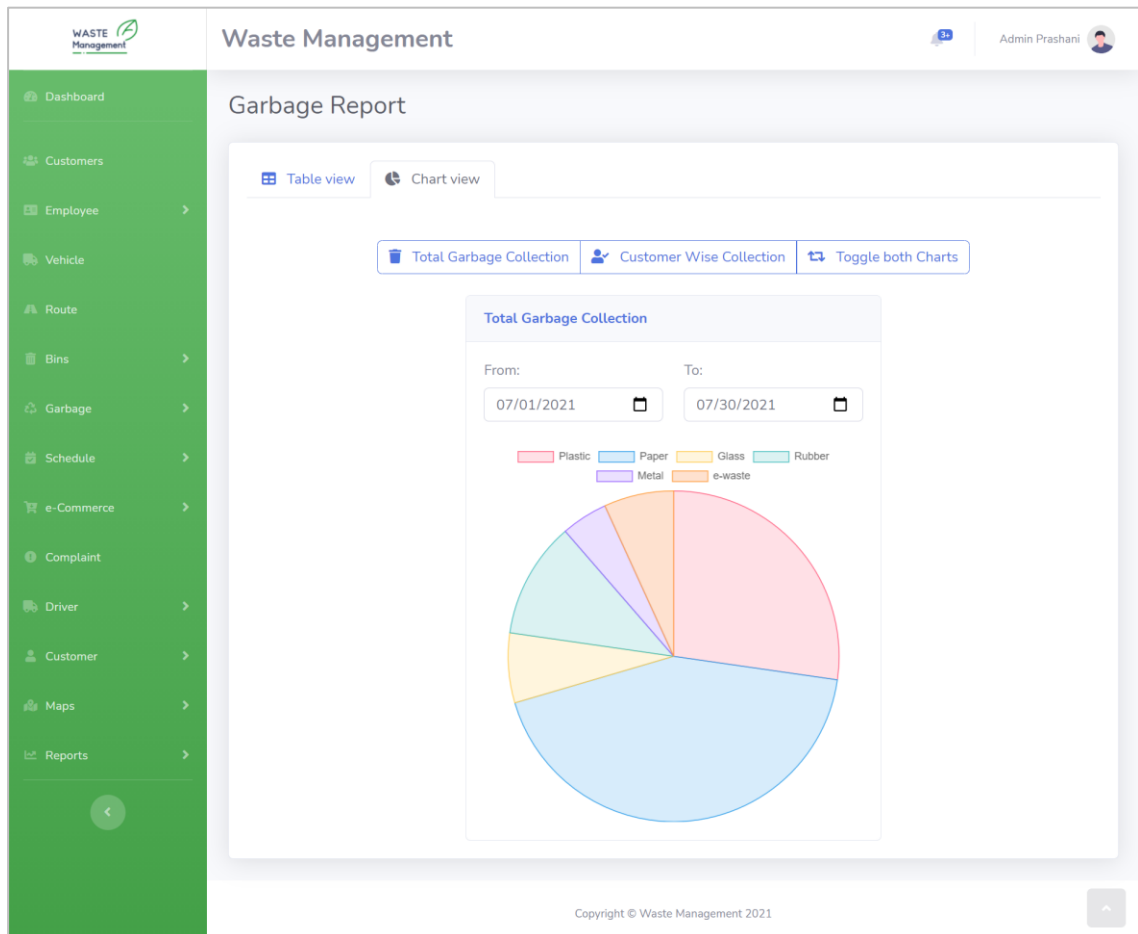 WASTE
Management
Waste Management
3+
Admin Prashani
Dashboard
Customers
Employee
Vehicle
Route
Bins
Garbage
Schedule
e-Commerce
Complaint
Driver
Customer
Maps
Reports
Garbage Report
Table view Chart view
Total Garbage Collection Customer Wise Collection Toggle both Charts
Total Garbage Collection
From: To:
07/01/2021 07/30/2021
Plastic Paper Glass Rubber
Metal e-waste
Copyright © Waste Management 2021